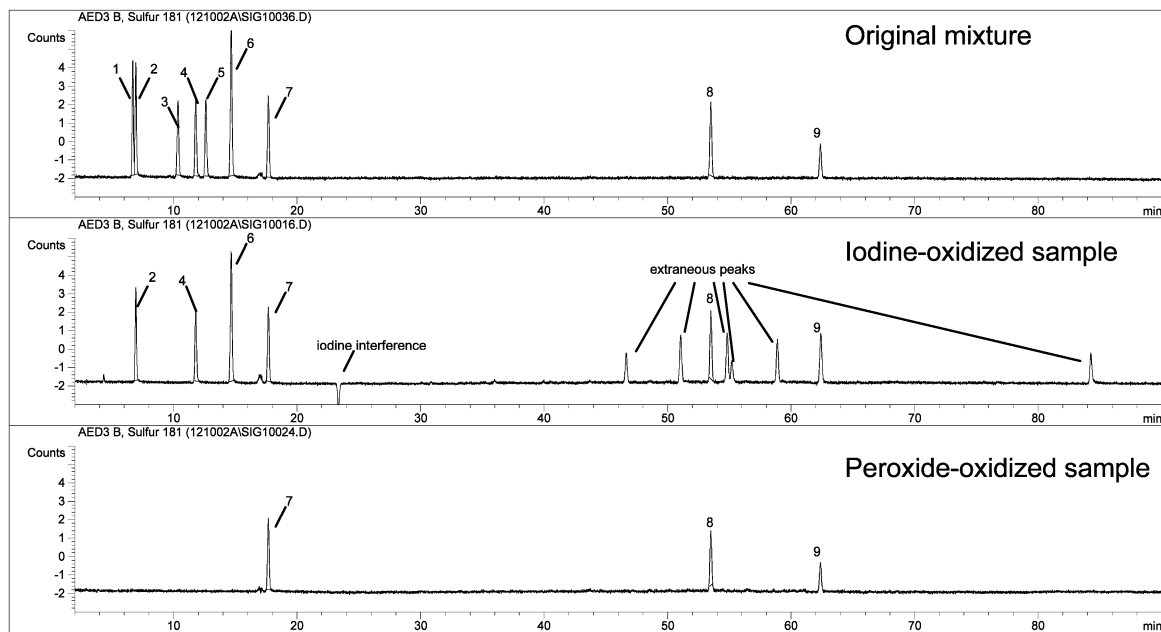 AED3 B, Sulfur 181 (121002A\SIG10036.D)
Original mixture
Counts
4
3
2
1
0
-1
-2
1
2
3
4
5
6
7
8
9
10 20 30 40 50 60 70 80 min
AED3 B, Sulfur 181 (121002A\SIG10016.D)
Iodine-oxidized sample
Counts
4
3
2
1
0
-1
-2
2
4
6
7
iodine interference
extraneous peaks
8
9
10 20 30 40 50 60 70 80 min
AED3 B, Sulfur 181 (121002A\SIG10024.D)
Peroxide-oxidized sample
Counts
4
3
2
1
0
-1
-2
7
8
9
10 20 30 40 50 60 70 80 min